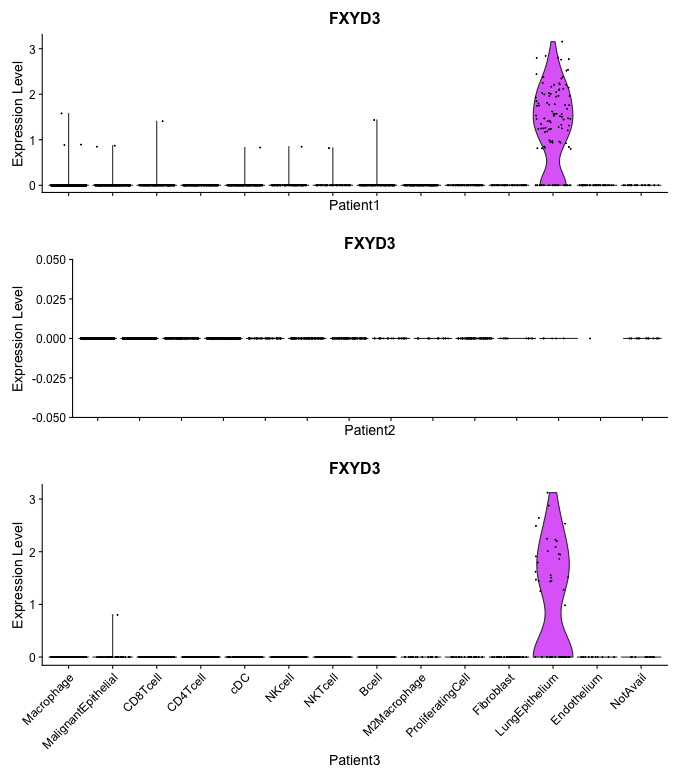 FXYD3
3
2
1
0
Expression Level
Patient1
FXYD3
0.050
0.025
0.000
-0.025
-0.050
Expression Level
Patient2
FXYD3
3
2
1
0
Expression Level
Macrophage
MalignantEpithelial
CD8Tcell
CD4Tcell
cDC
NKcell
NKTcell
Bcell
M2Macrophage
ProliferatingCell
Fibroblast
LungEpithelium
Endothelium
NotAvail
Patient3